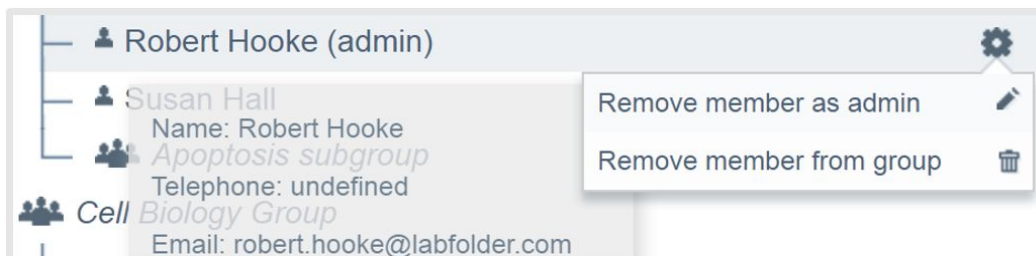 Robert Hooke (admin)
Susan Hall
Remove member as admin
Name: Robert Hooke
Apoptosis subgroup
Remove member from group
Telephone: undefined
Cell Biology Group
Email: robert.hooke@labfolder.com